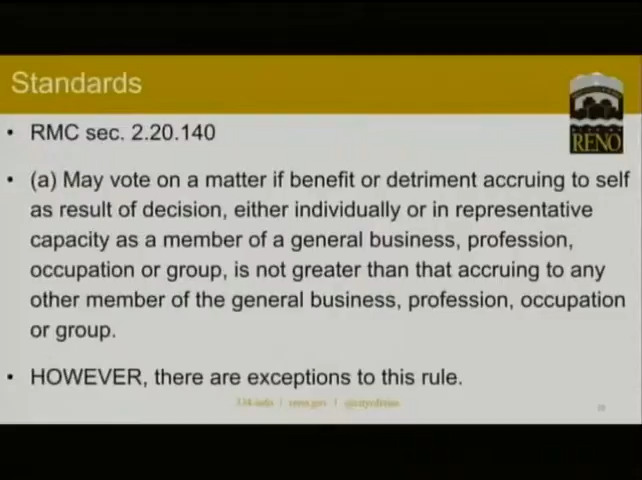 Standards
• RMC sec. 2.20.140
• (a) May vote on a matter if benefit or detriment accruing to self
as result of decision, either individually or in representative
capacity as a member of a general business, profession,
occupation or group, is not greater than that accruing to any
other member of the general business, profession, occupation
or group.
• HOWEVER, there are exceptions to this rule.
RENO